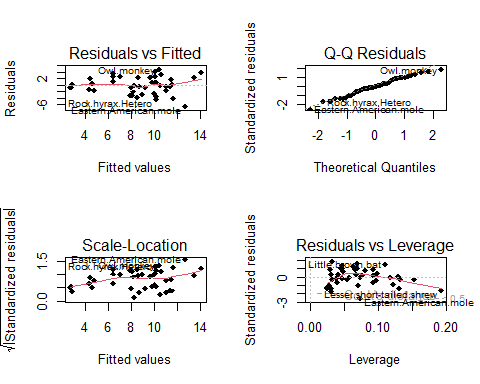 Residuals vs Fitted
Residuals
2
-6
Owl.monkey
Rock.hyrax.Hetero
Eastern.American.mole
4 6 8 10 12 14
Fitted values
Q-Q Residuals
Standardized residuals
1
-2
Owl.monkey
Rock.hyrax.Hetero
Eastern.American.mole
-2 -1 0 1 2
Theoretical Quantiles
Scale-Location
√|Standardized residuals|
1.5
0.0
Eastern.American.mole
Rock.hyrax.Hetero
4 6 8 10 12 14
Fitted values
Residuals vs Leverage
Standardized residuals
0
-3
Little.brown.bat
Lesser.short-tailed.shrew
0.5
Eastern.American.mole
0.00 0.10 0.20
Leverage